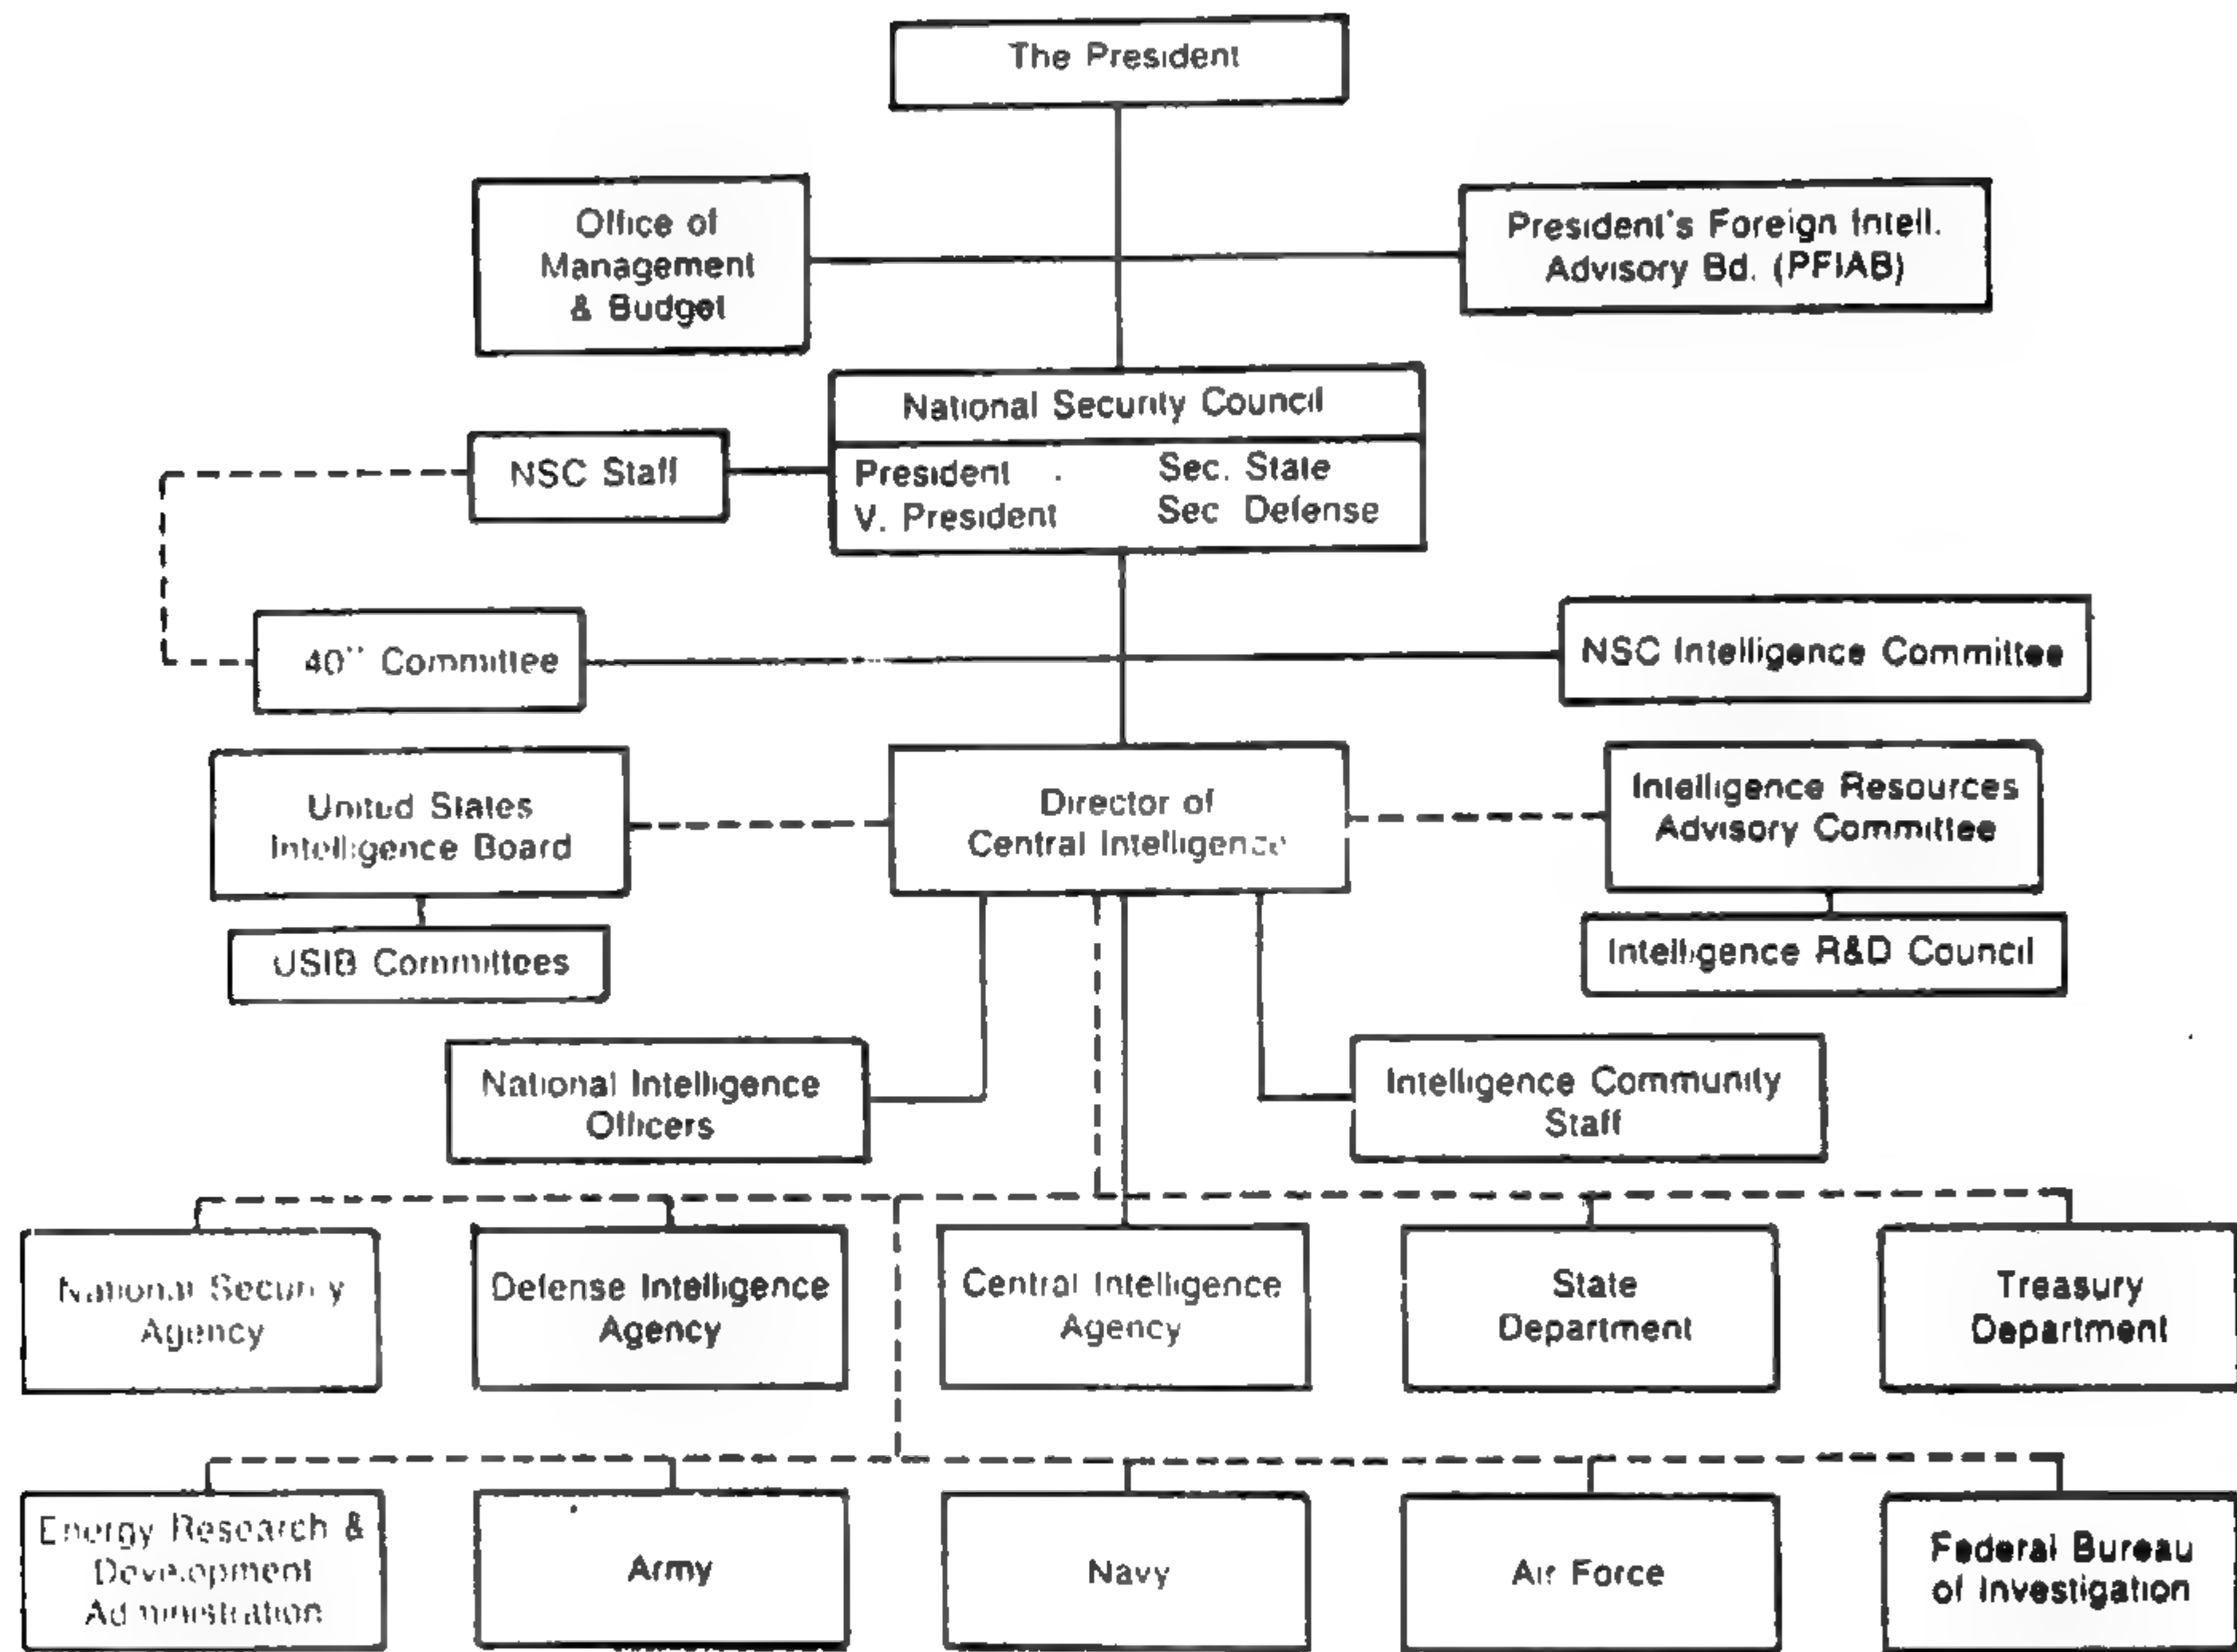 The President
Office of
Management
& Budget
President's Foreign Intell.
Advisory Bd. (PFIAB)
National Security Council
President
Sec. State
V. President
Sec Defense
NSC Staff
40" Committee
NSC Intelligence Committee
United States
Intelligence Board
Director of
Central Intelligence
Intelligence Resources
Advisory Committee
USIB Committees
Intelligence R&D Council
National Intelligence
Officers
Intelligence Community
Staff
National Security
Agency
Defense Intelligence
Agency
Central Intelligence
Agency
State
Department
Treasury
Department
Energy Research &
Development
Administration
Army
Navy
Air Force
Federal Bureau
of Investigation